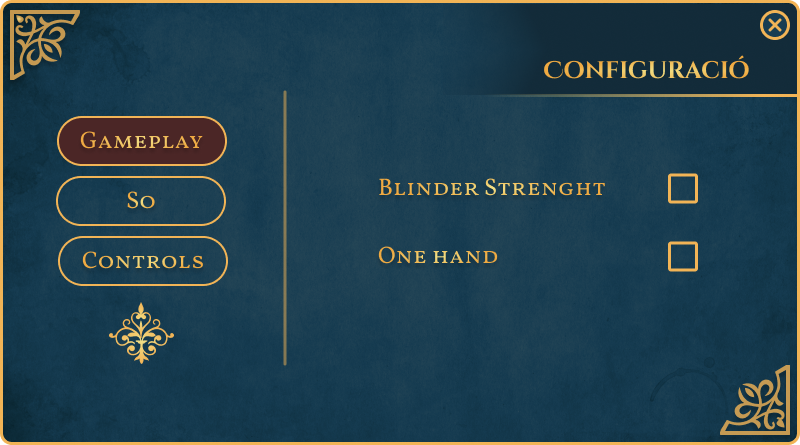 Configuració
Gameplay
So
Controls
Blinder Strenght
One hand